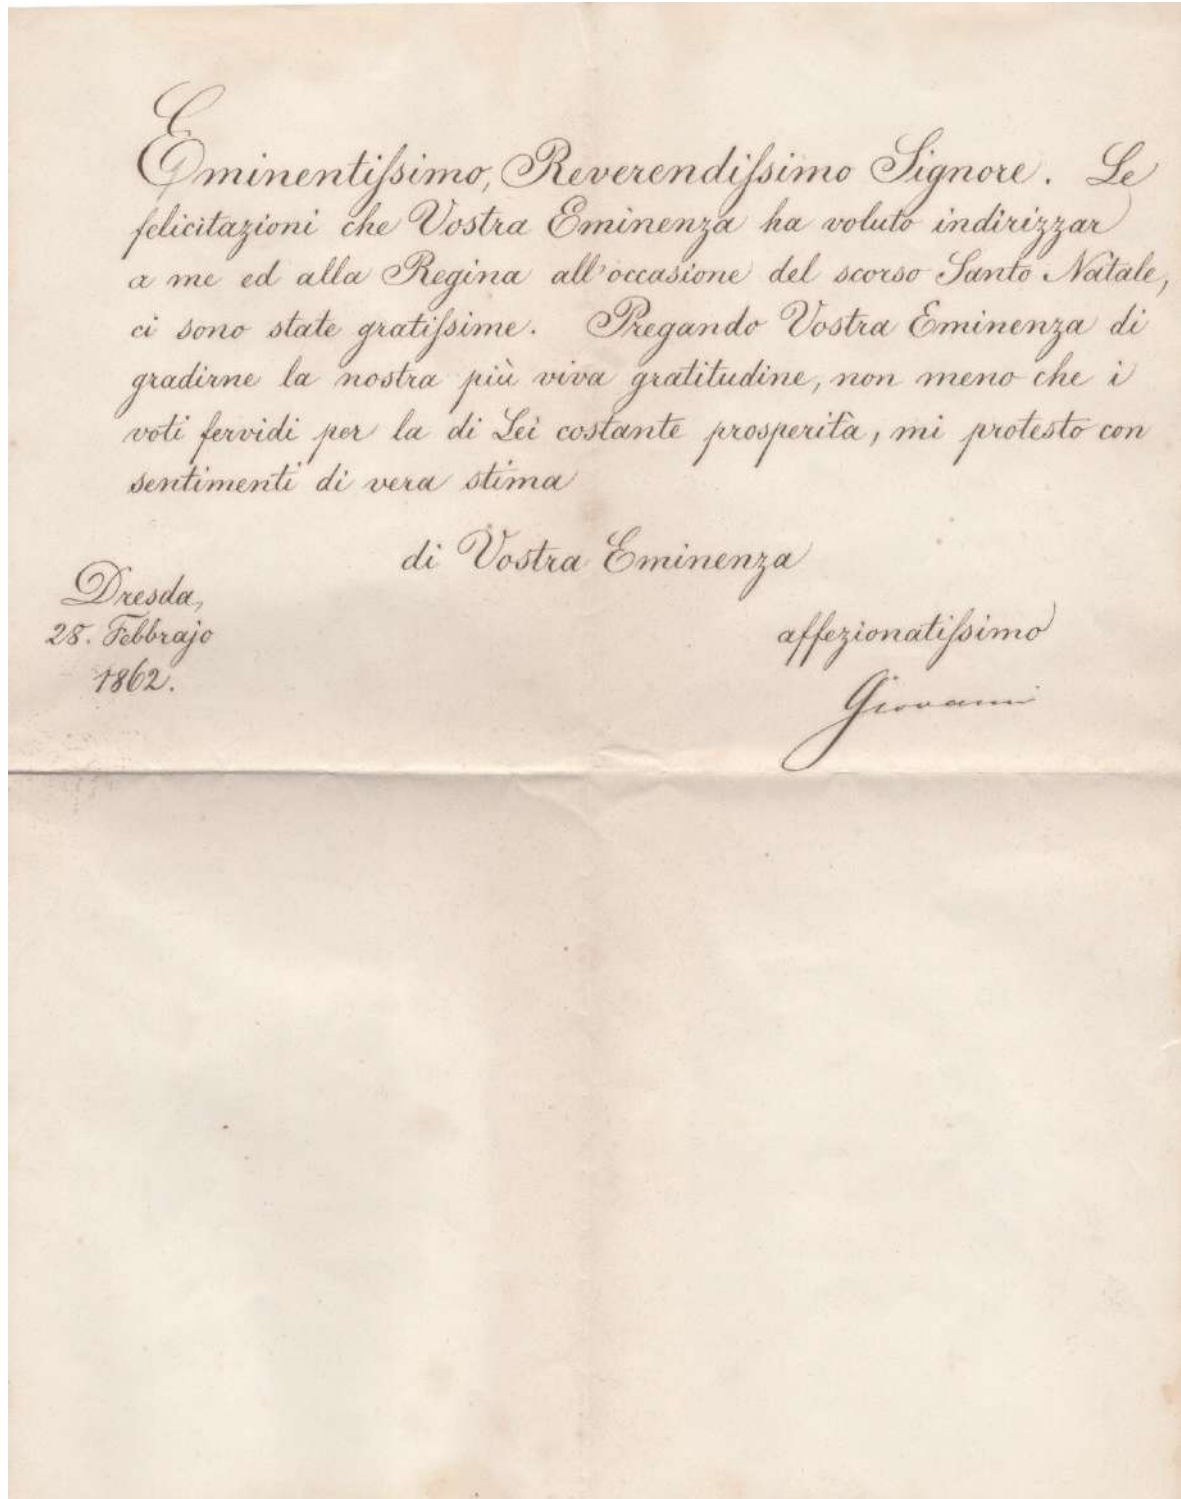 Eminentiſsimo, Reverendiſsimo Signore. Le
felicitazioni che Vostra Eminenza ha voluto indirizzar
a me ed alla Regina all'occasione del scorso Santo Natale,
ci sono state gratiſsime. Pregando Vostra Eminenza di
gradirne la nostra più viva gratitudine, non meno che i
voti fervidi per la di Lei costante prosperità, mi protesto con
sentimenti di vera stima
di Vostra Eminenza
Dresda,
28. Febbrajo
1862.
affezionatiſsimo
Giovanni